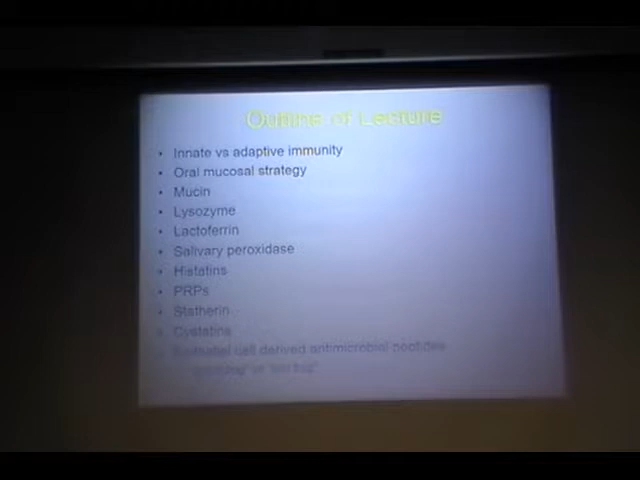 Outline of Lecture
• Innate vs adaptive immunity
• Oral mucosal strategy
• Mucin
• Lysozyme
• Lactoferrin
• Salivary peroxidase
• Histatins
• PRPs
• Statherin
• Cystatins
• Epithelial cell derived antimicrobial peptides